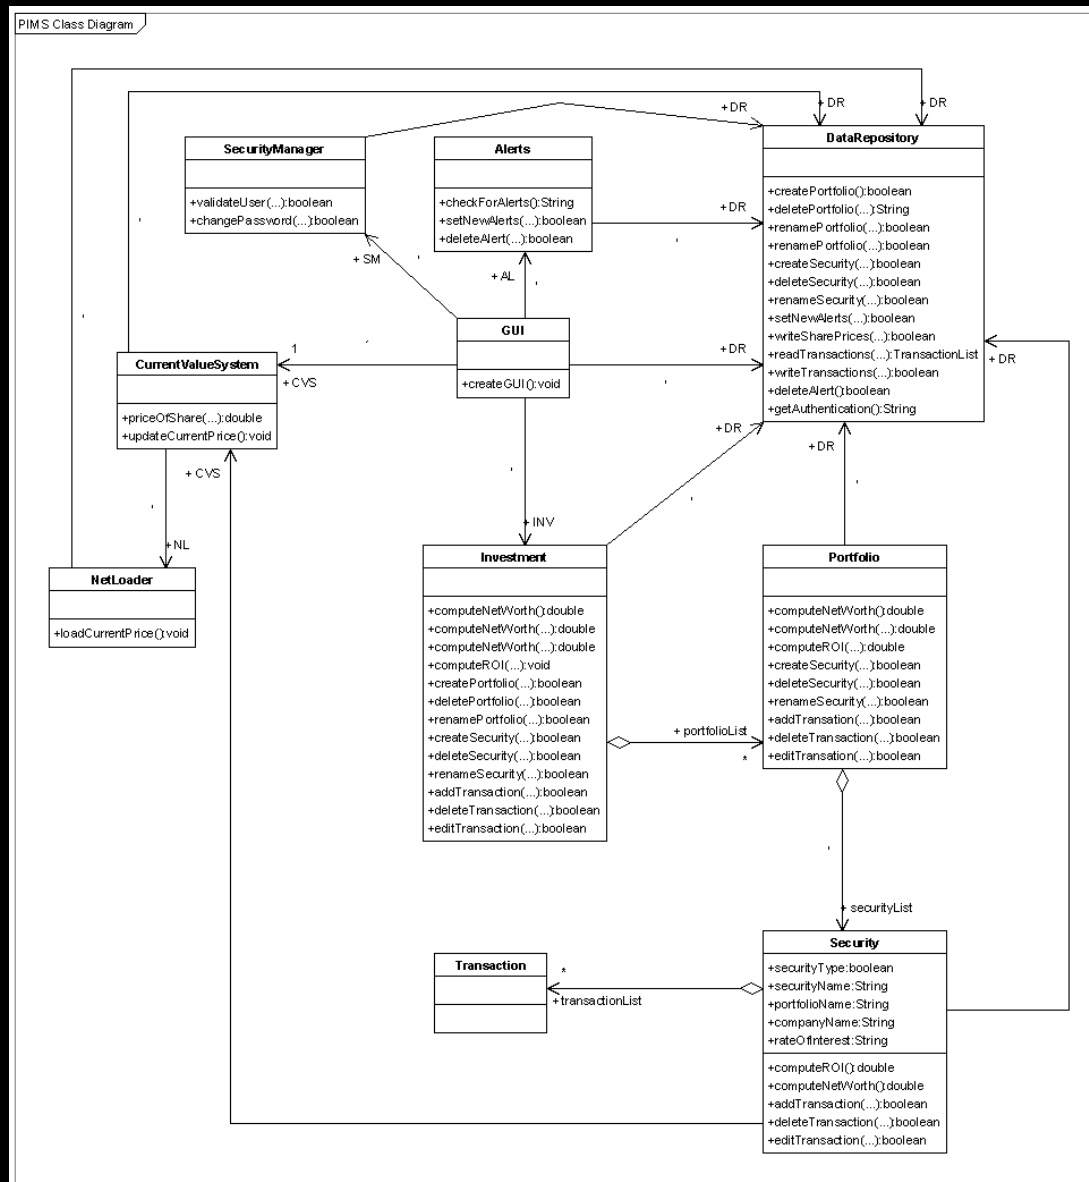 PIMS Class Diagram
+ DR
+ DR
+ DR
SecurityManager
+validateUser(...):boolean
+changePassword(...):boolean
Alerts
+checkForAlerts():String
+setNewAlerts(...):boolean
+deleteAlert(...):boolean
DataRepository
+createPortfolio():boolean
+deletePortfolio(...):String
+renamePortfolio(...):boolean
+renamePortfolio(...):boolean
+createSecurity(...):boolean
+deleteSecurity(...):boolean
+renameSecurity(...):boolean
+setNewAlerts(...):boolean
+writeSharePrices(...):boolean
+readTransactions(...):TransactionList
+writeTransactions(...):boolean
+deleteAlert():boolean
+getAuthentication():String
+ DR
+ SM
+ AL
GUI
+createGUI():void
1
+ CVS
+ DR
+ DR
CurrentValueSystem
+priceOfShare(...):double
+updateCurrentPrice():void
+ CVS
+ DR
+ DR
+ NL
+ INV
NetLoader
+loadCurrentPrice():void
Investment
+computeNetWorth():double
+computeNetWorth(...):double
+computeNetWorth(...):double
+computeROI(...):void
+createPortfolio(...):boolean
+deletePortfolio(...):boolean
+renamePortfolio(...):boolean
+createSecurity(...):boolean
+deleteSecurity(...):boolean
+renameSecurity(...):boolean
+addTransaction(...):boolean
+deleteTransaction(...):boolean
+editTransaction(...):boolean
Portfolio
+computeNetWorth():double
+computeNetWorth(...):double
+computeROI(...):double
+createSecurity(...):boolean
+deleteSecurity(...):boolean
+renameSecurity(...):boolean
+addTransation(...):boolean
+deleteTransaction(...):boolean
+editTransation(...):boolean
+ portfolioList
*
+ securityList
Transaction
*
+transactionList
Security
+securityType:boolean
+securityName:String
+portfolioName:String
+companyName:String
+rateOfInterest:String
+computeROI():double
+computeNetWorth():double
+addTransaction(...):boolean
+deleteTransaction(...):boolean
+editTransaction(...):boolean